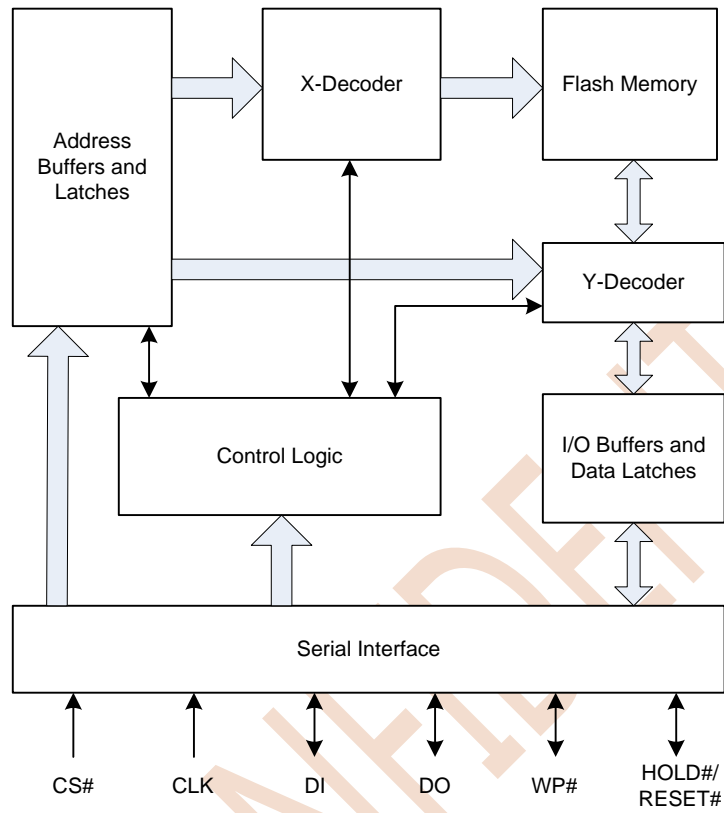 X-Decoder
Flash Memory
Address
Buffers and
Latches
Y-Decoder
Control Logic
I/O Buffers and
Data Latches
Serial Interface
CS#
CLK
DI
DO
WP#
HOLD#/
RESET#